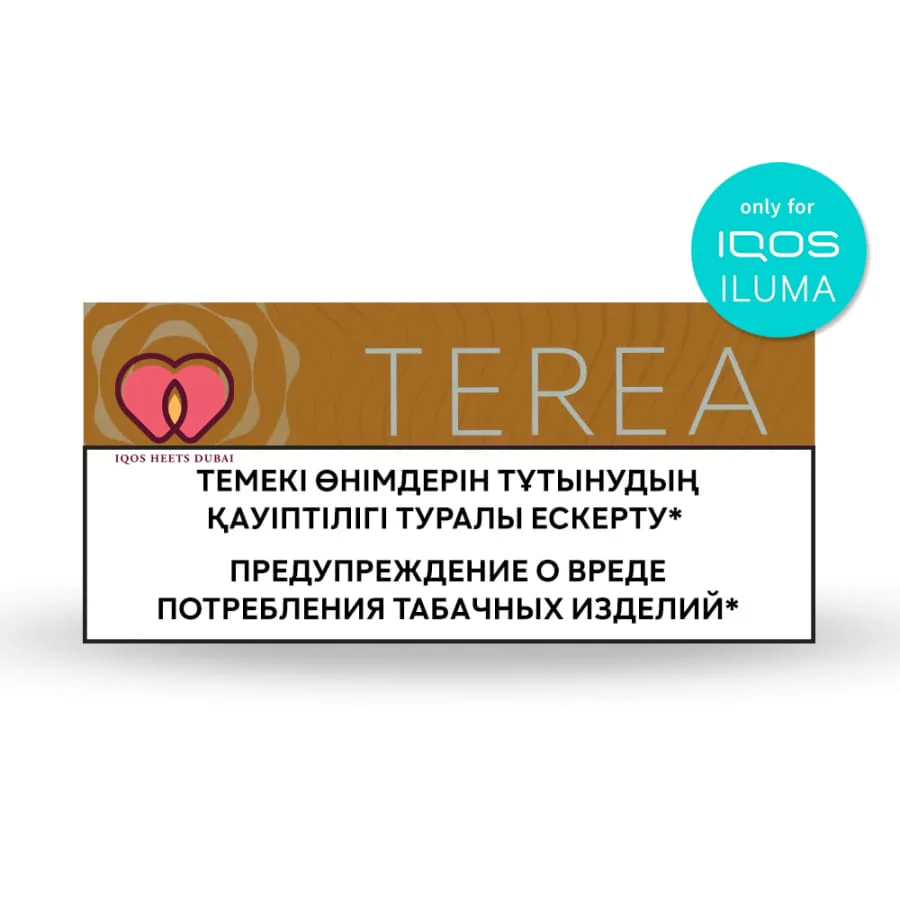 only for
IQOS
ILUMA
TEREA
IQOS HEETS DUBAI
ТЕМЕКІ ӨНІМДЕРІН ТҰТЫНУДЫҢ
ҚАУІПТІЛІГІ ТУРАЛЫ ЕСКЕРТУ*
ПРЕДУПРЕЖДЕНИЕ О ВРЕДЕ
ПОТРЕБЛЕНИЯ ТАБАЧНЫХ ИЗДЕЛИЙ*